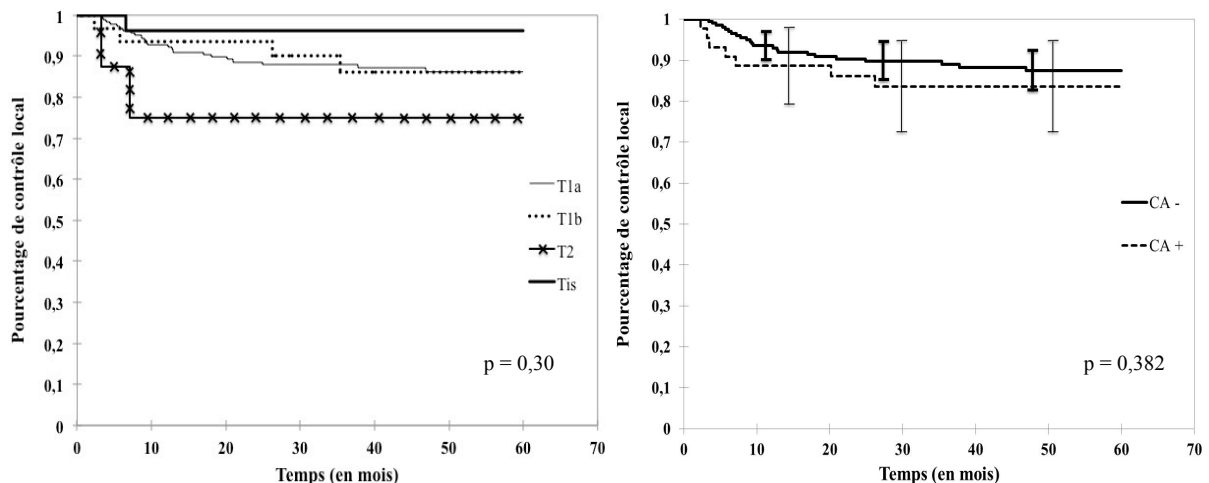 Pourcentage de contrôle local
1
0,9
0,8
0,7
0,6
0,5
0,4
0,3
0,2
0,1
0
0 10 20 30 40 50 60 70
Temps (en mois)
T1a
T1b
T2
Tis
p = 0,30
Pourcentage de contrôle local
1
0,9
0,8
0,7
0,6
0,5
0,4
0,3
0,2
0,1
0
0 10 20 30 40 50 60 70
Temps (en mois)
CA -
CA +
p = 0,382